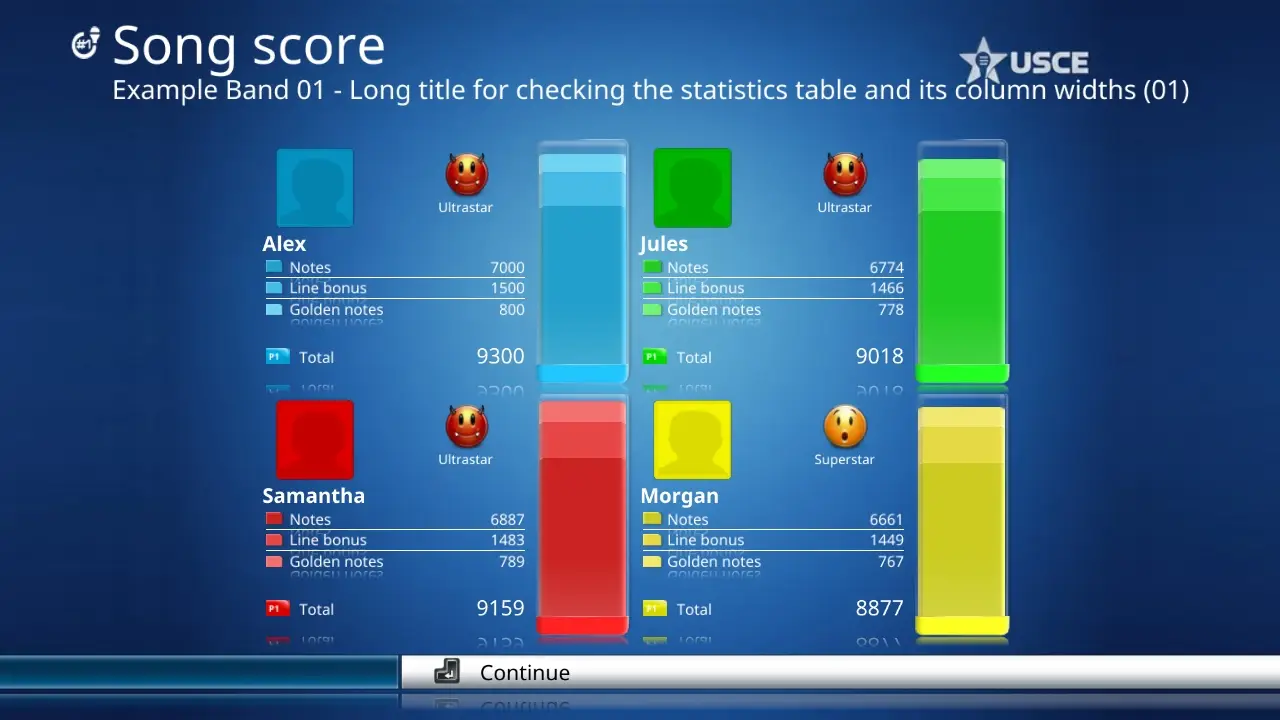 #1 Song score
USCE
Example Band 01 - Long title for checking the statistics table and its column widths (01)
Ultrastar
Alex
Notes 7000
Line bonus 1500
Golden notes 800
P1 Total 9300
Ultrastar
Jules
Notes 6774
Line bonus 1466
Golden notes 778
P1 Total 9018
Ultrastar
Samantha
Notes 6887
Line bonus 1483
Golden notes 789
P1 Total 9159
Superstar
Morgan
Notes 6661
Line bonus 1449
Golden notes 767
P1 Total 8877
Continue